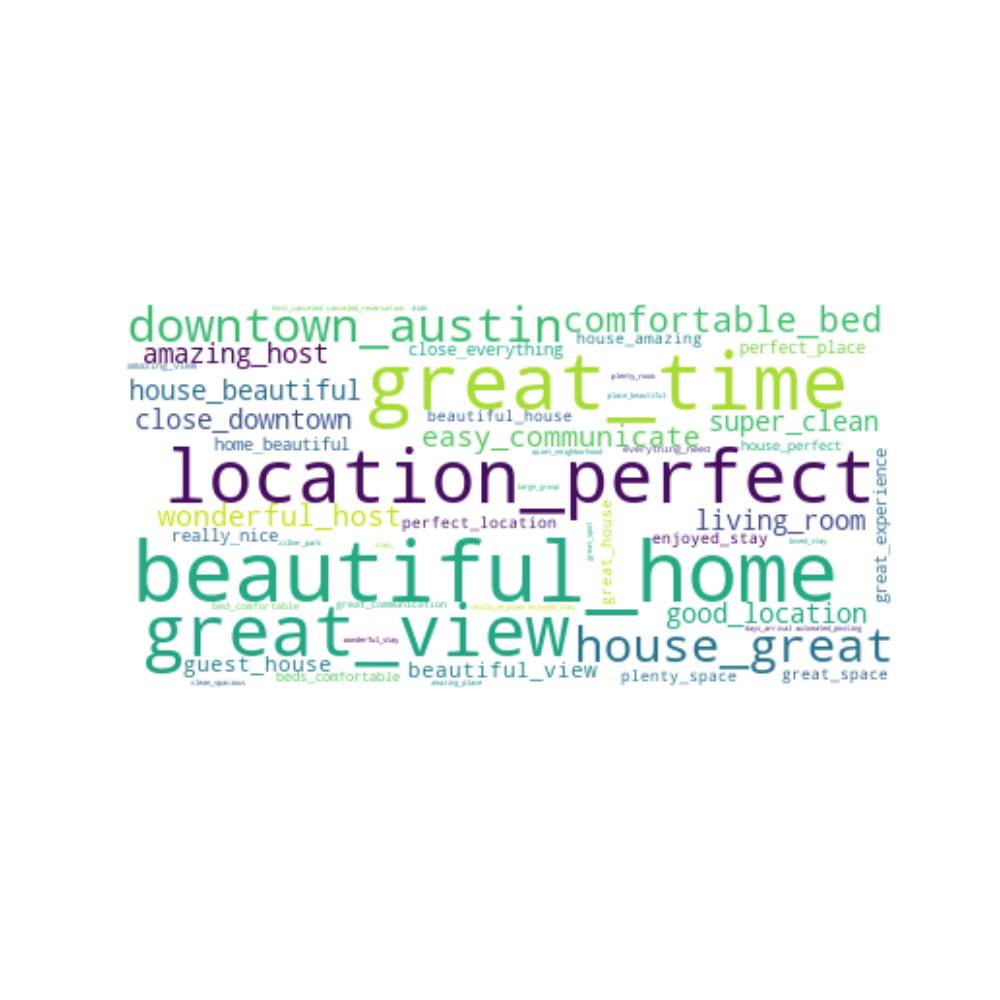 host_canceled canceled_reservation didn
downtown_austin comfortable_bed
amazing_host close_everything house_amazing perfect_place
amazing_view great_time plenty_room
house_beautiful place_beautiful
close_downtown beautiful_house super_clean
home_beautiful easy_communicate house_perfect
quiet_neighborhood everything_need
location_perfect
large_group great_experience
wonderful_host perfect_location great_house living_room
really_nice zilker_park stay_ great_spot enjoyed_stay loved_stay
beautiful_home
bed_comfortable great_communication really_enjoyed enjoyed_stay good_location
great_view days_arrival automated_posting
wonderful_stay house_great
guest_house beautiful_view plenty_space great_space
beds_comfortable
clean_spacious amazing_place